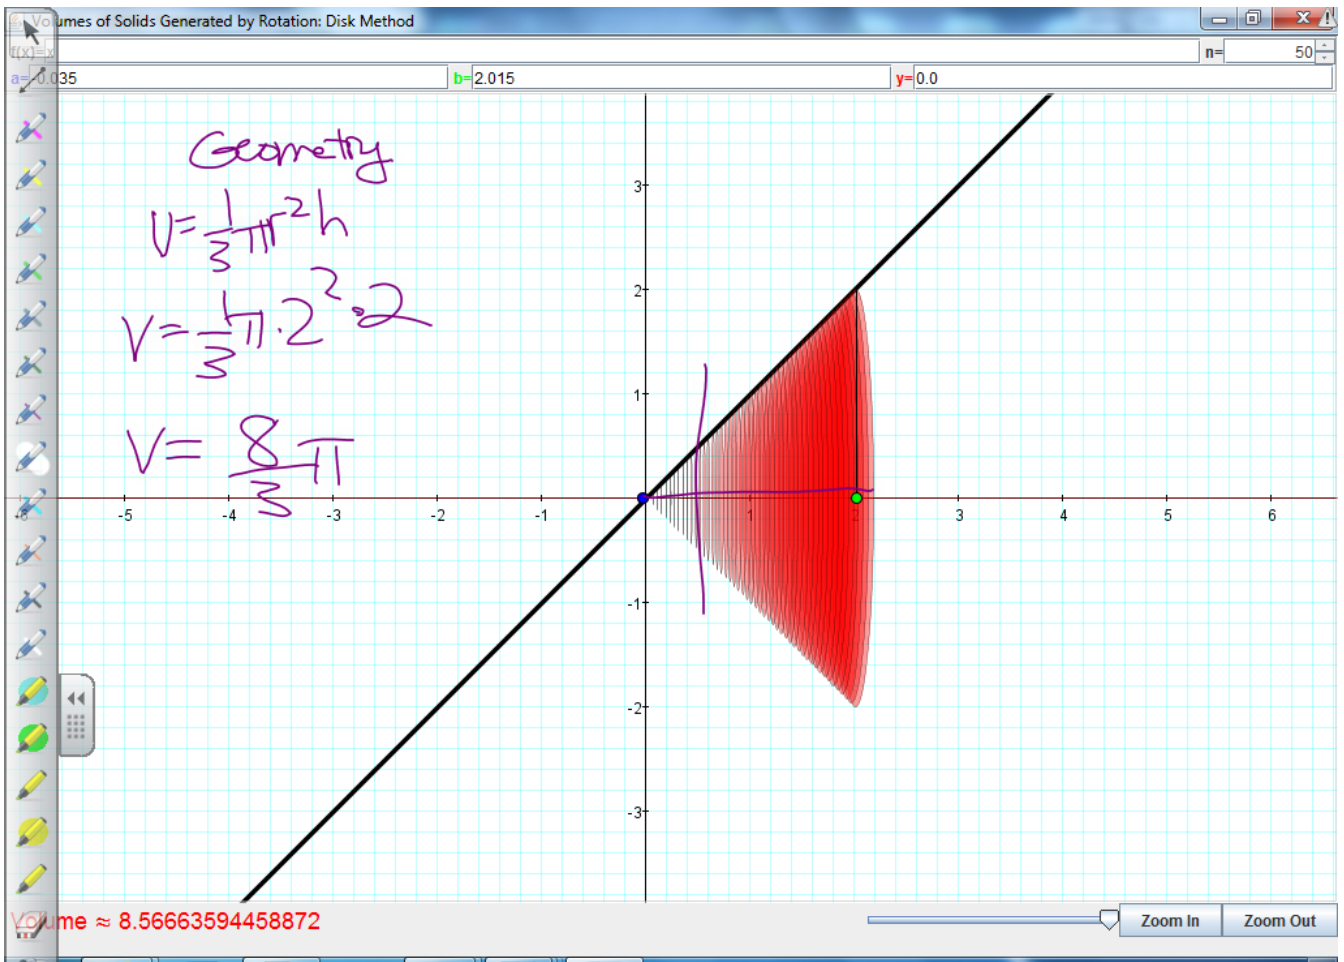 Volumes of Solids Generated by Rotation: Disk Method
f(x)=x
n= 50
a=-0.035 b=2.015 y=0.0
Geometry
V=1/3πr²h
V=1/3π·2²·2
V=8/3π
3
2
1
-6 -5 -4 -3 -2 -1 1 2 3 4 5 6
-1
-2
-3
Volume ≈ 8.56663594458872
Zoom In Zoom Out